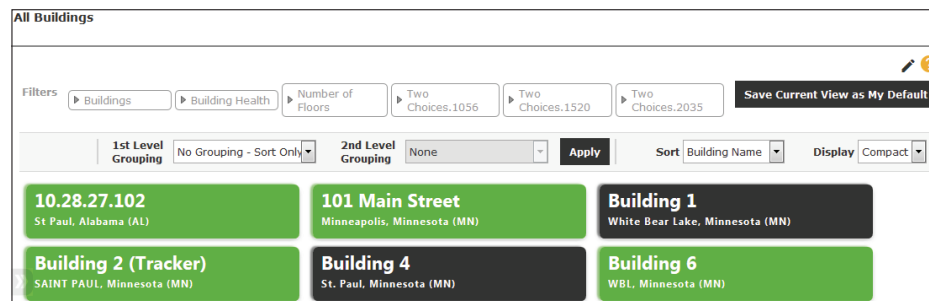 All Buildings
Filters
Buildings
Building Health
Number of
Floors
Two
Choices.1056
Two
Choices.1520
Two
Choices.2035
Save Current View as My Default
1st Level
Grouping
No Grouping - Sort Only
2nd Level
Grouping
None
Apply
Sort
Building Name
Display
Compact
10.28.27.102
St Paul, Alabama (AL)
101 Main Street
Minneapolis, Minnesota (MN)
Building 1
White Bear Lake, Minnesota (MN)
Building 2 (Tracker)
SAINT PAUL, Minnesota (MN)
Building 4
St. Paul, Minnesota (MN)
Building 6
WBL, Minnesota (MN)